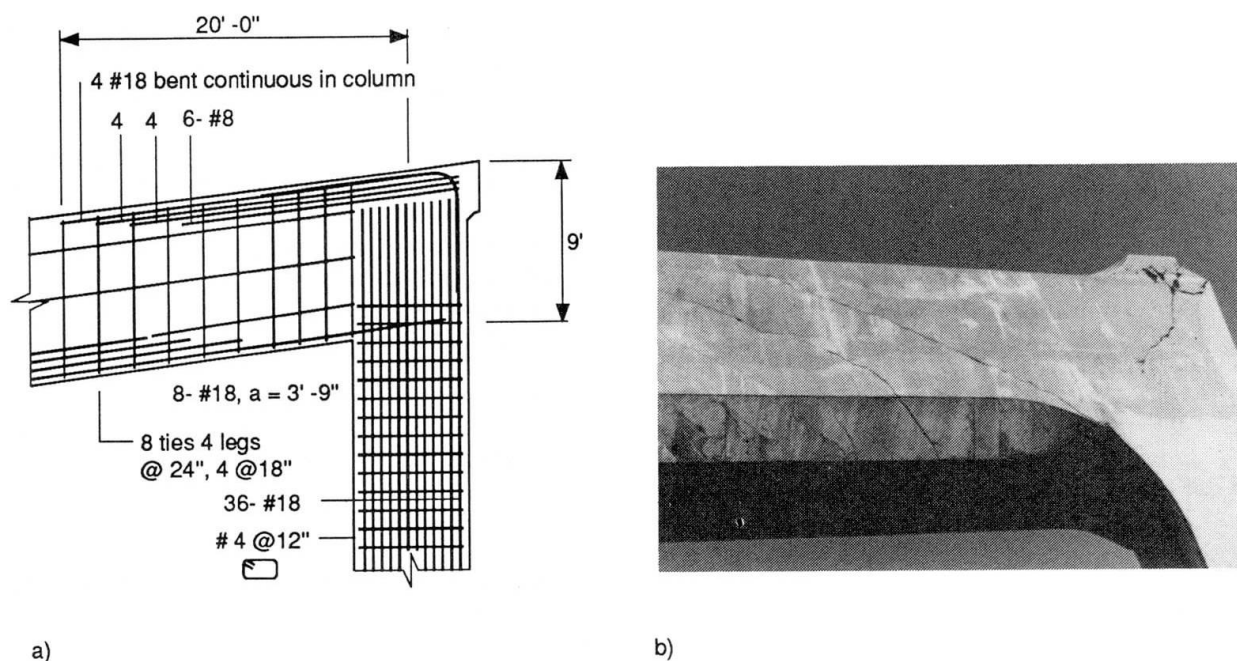 20' -0"
4 #18 bent continuous in column
4 4 6- #8
9'
8- #18, a = 3' -9"
8 ties 4 legs
@ 24", 4 @18"
36- #18
# 4 @12"
a) b)